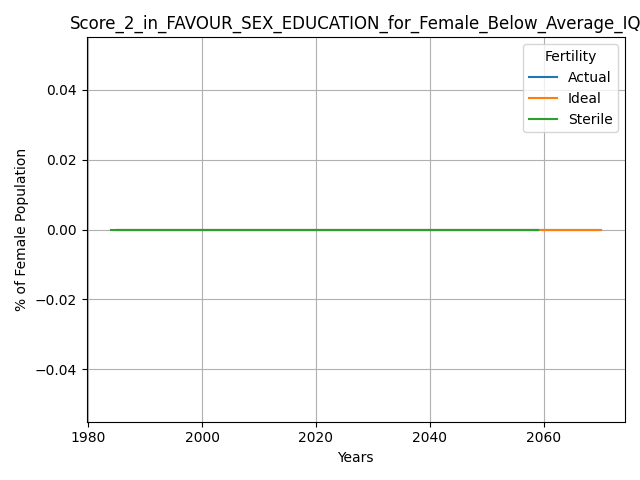 Score_2_in_FAVOUR_SEX_EDUCATION_for_Female_Below_Average_IQ
Fertility
Actual
Ideal
Sterile
% of Female Population
0.04
0.02
0.00
−0.02
−0.04
1980 2000 2020 2040 2060
Years